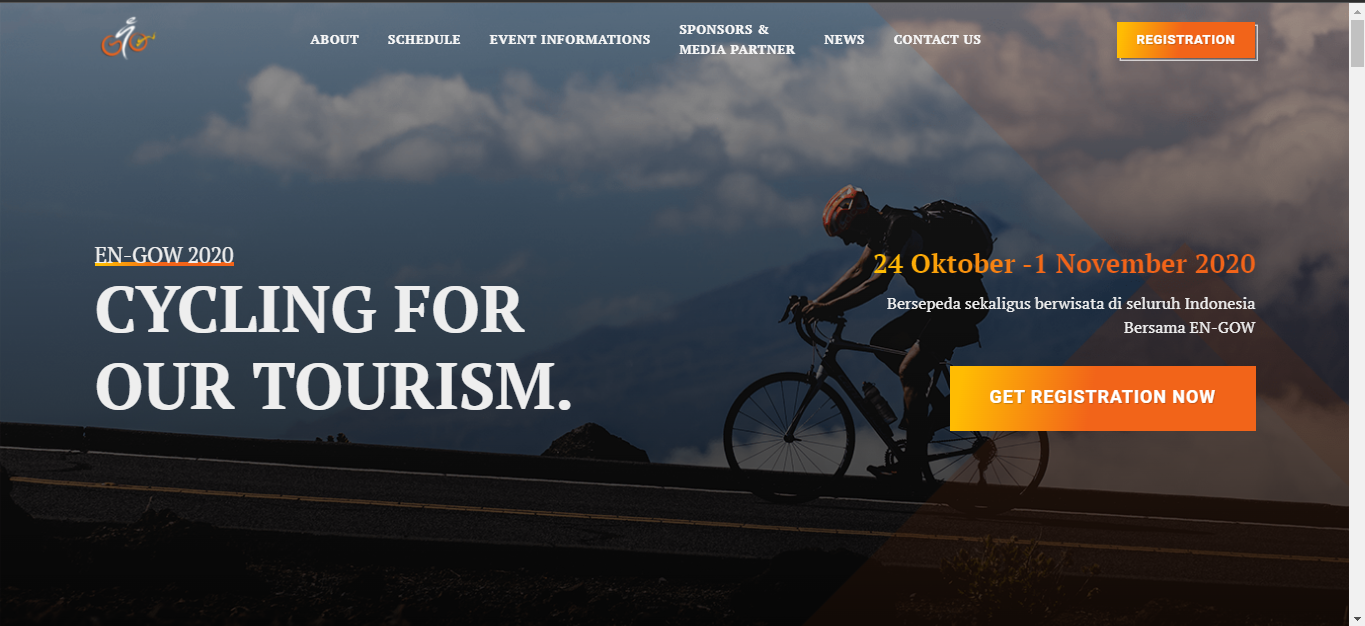 ABOUT
SCHEDULE
EVENT INFORMATIONS
SPONSORS &
MEDIA PARTNER
NEWS
CONTACT US
REGISTRATION
EN-GOW 2020
CYCLING FOR
OUR TOURISM.
24 Oktober -1 November 2020
Bersepeda sekaligus berwisata di seluruh Indonesia
Bersama EN-GOW
GET REGISTRATION NOW